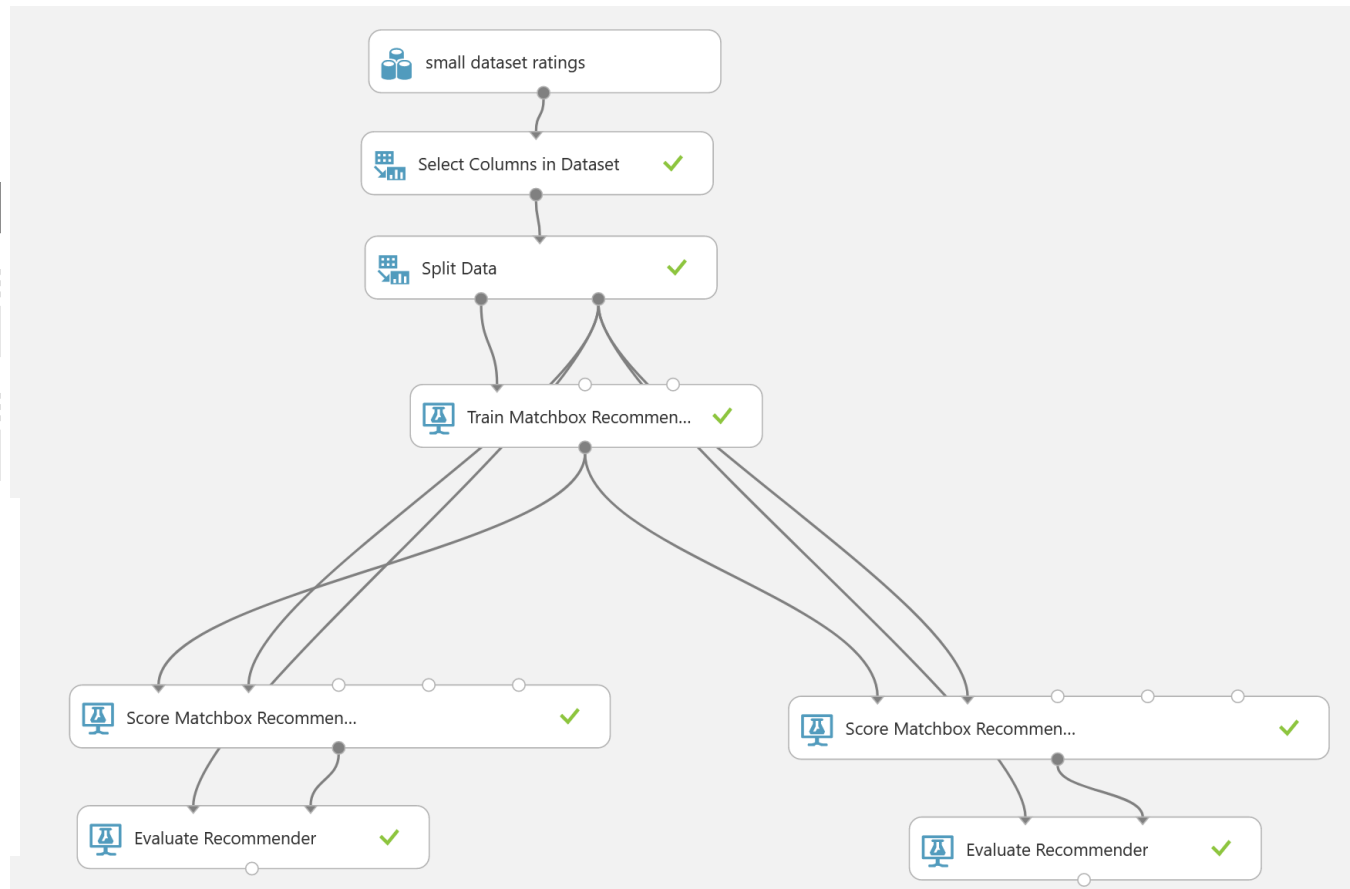 small dataset ratings
Select Columns in Dataset
Split Data
Train Matchbox Recommen...
Score Matchbox Recommen...
Score Matchbox Recommen...
Evaluate Recommender
Evaluate Recommender